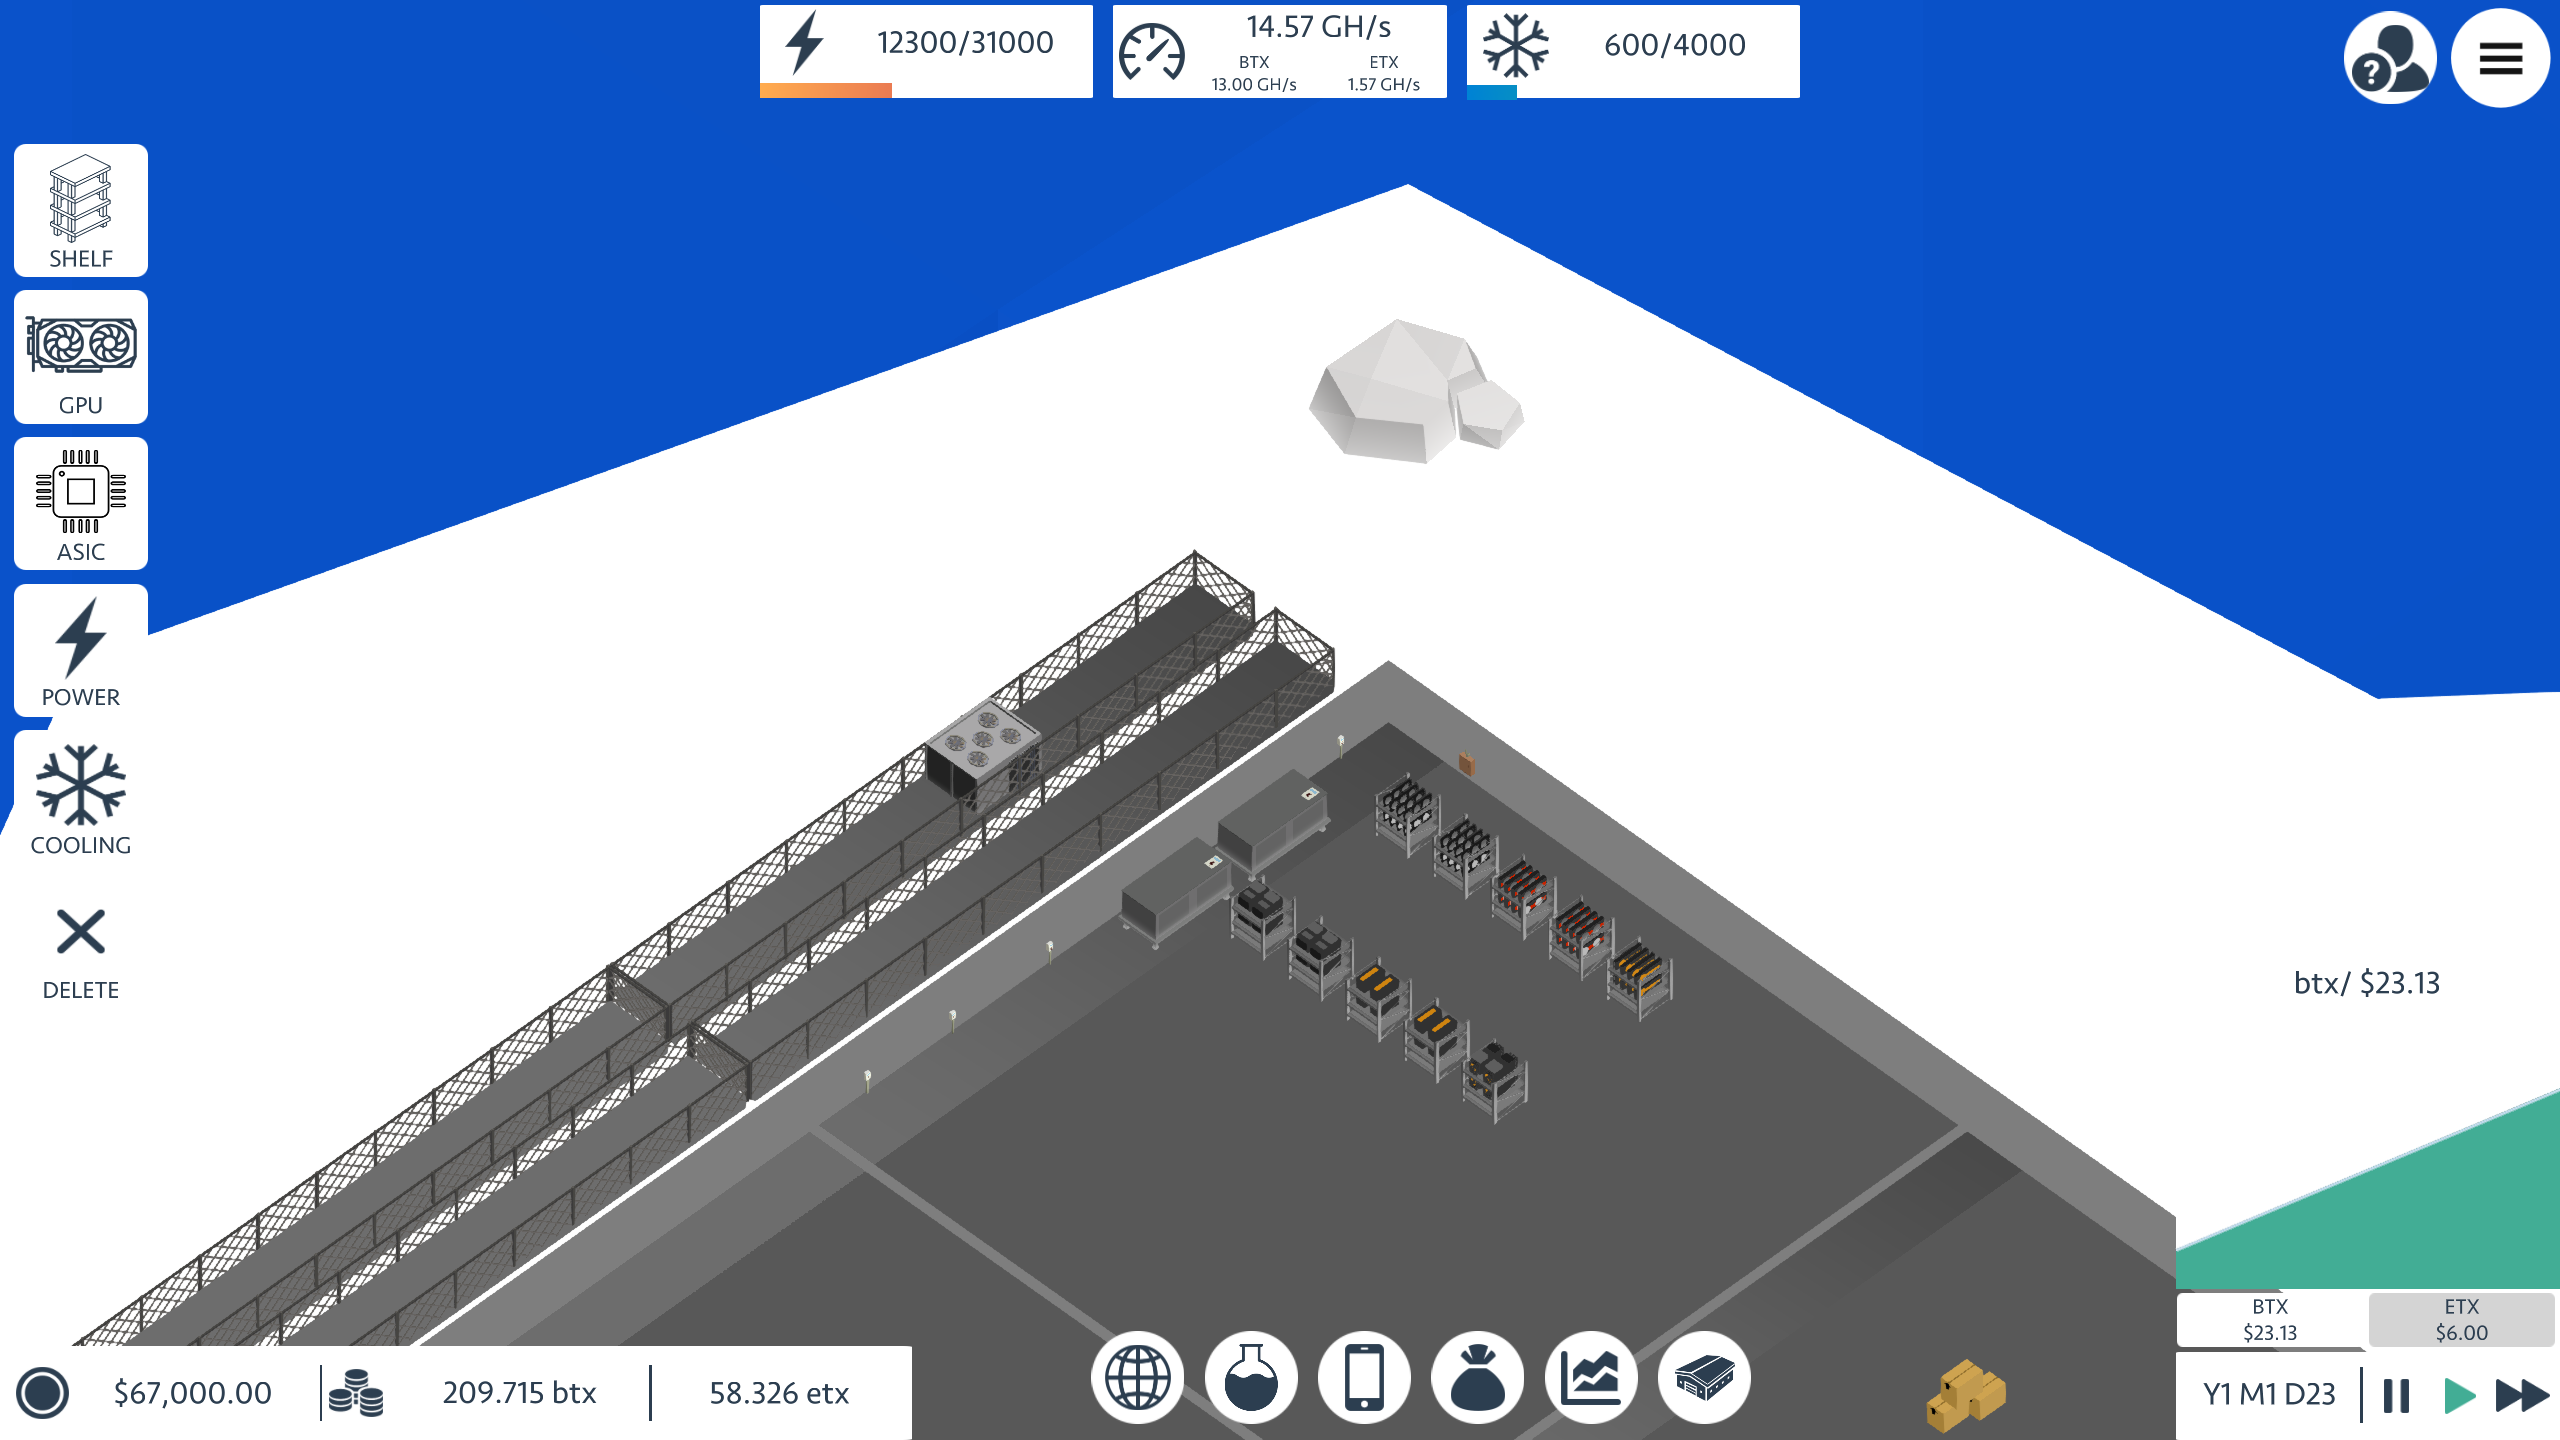 12300/31000
14.57 GH/s
BTX
ETX
13.00 GH/s
1.57 GH/s
600/4000
?
SHELF
GPU
ASIC
POWER
COOLING
DELETE
btx/ $23.13
BTX
$23.13
ETX
$6.00
$67,000.00
209.715 btx
58.326 etx
Y1 M1 D23